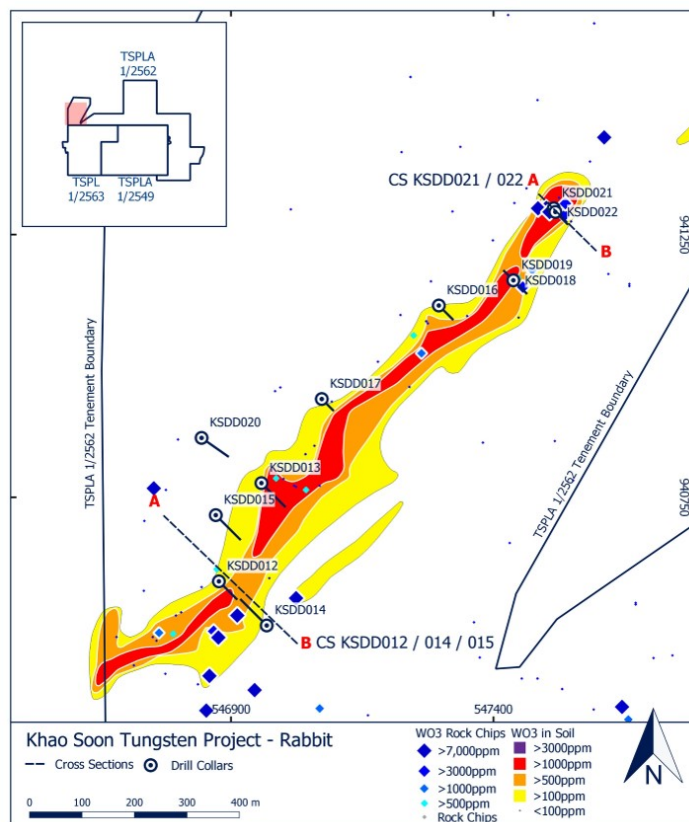 TSPLA
1/2562
TSPL
1/2563
TSPLA
1/2549
CS KSDD021 / 022
A
KSDD021
KSDD022
B
941250
KSDD019
KSDD018
KSDD016
KSDD017
KSDD020
KSDD013
A
KSDD015
KSDD012
KSDD014
B CS KSDD012 / 014 / 015
TSPLA 1/2562 Tenement Boundary
TSPLA 1/2562 Tenement Boundary
940750
546900
547400
Khao Soon Tungsten Project - Rabbit
Cross Sections
Drill Collars
0 100 200 300 400 m
WO3 Rock Chips
>7,000ppm
>3000ppm
>1000ppm
>500ppm
Rock Chips
WO3 in Soil
>3000ppm
>1000ppm
>500ppm
>100ppm
<100ppm
N